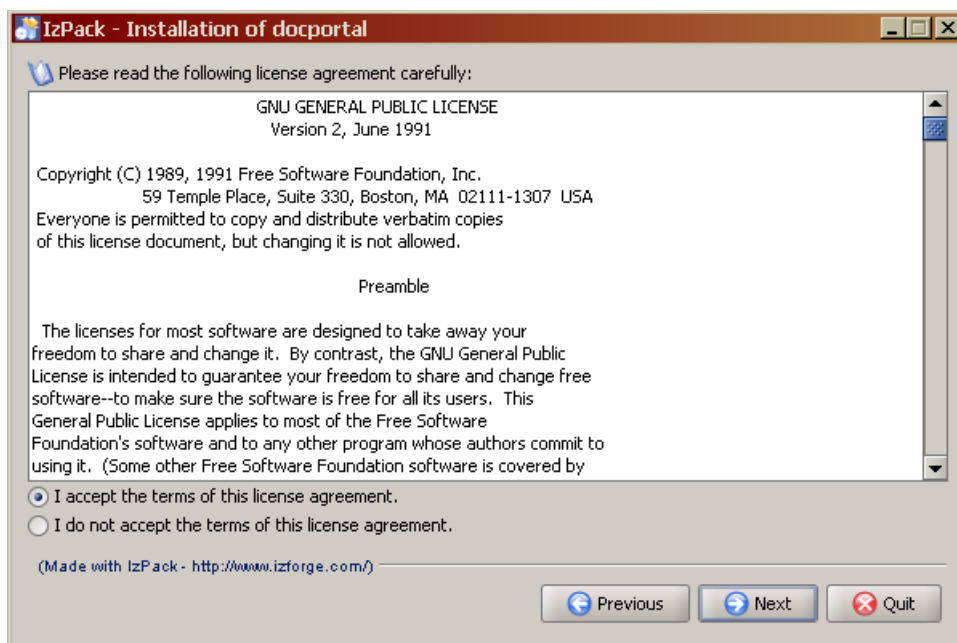 IzPack - Installation of docportal
Please read the following license agreement carefully:
GNU GENERAL PUBLIC LICENSE
Version 2, June 1991
Copyright (C) 1989, 1991 Free Software Foundation, Inc.
59 Temple Place, Suite 330, Boston, MA  02111-1307  USA
Everyone is permitted to copy and distribute verbatim copies
of this license document, but changing it is not allowed.
Preamble
The licenses for most software are designed to take away your
freedom to share and change it.  By contrast, the GNU General Public
License is intended to guarantee your freedom to share and change free
software--to make sure the software is free for all its users.  This
General Public License applies to most of the Free Software
Foundation's software and to any other program whose authors commit to
using it.  (Some other Free Software Foundation software is covered by
I accept the terms of this license agreement.
I do not accept the terms of this license agreement.
(Made with IzPack - http://www.izforge.com/)
Previous
Next
Quit